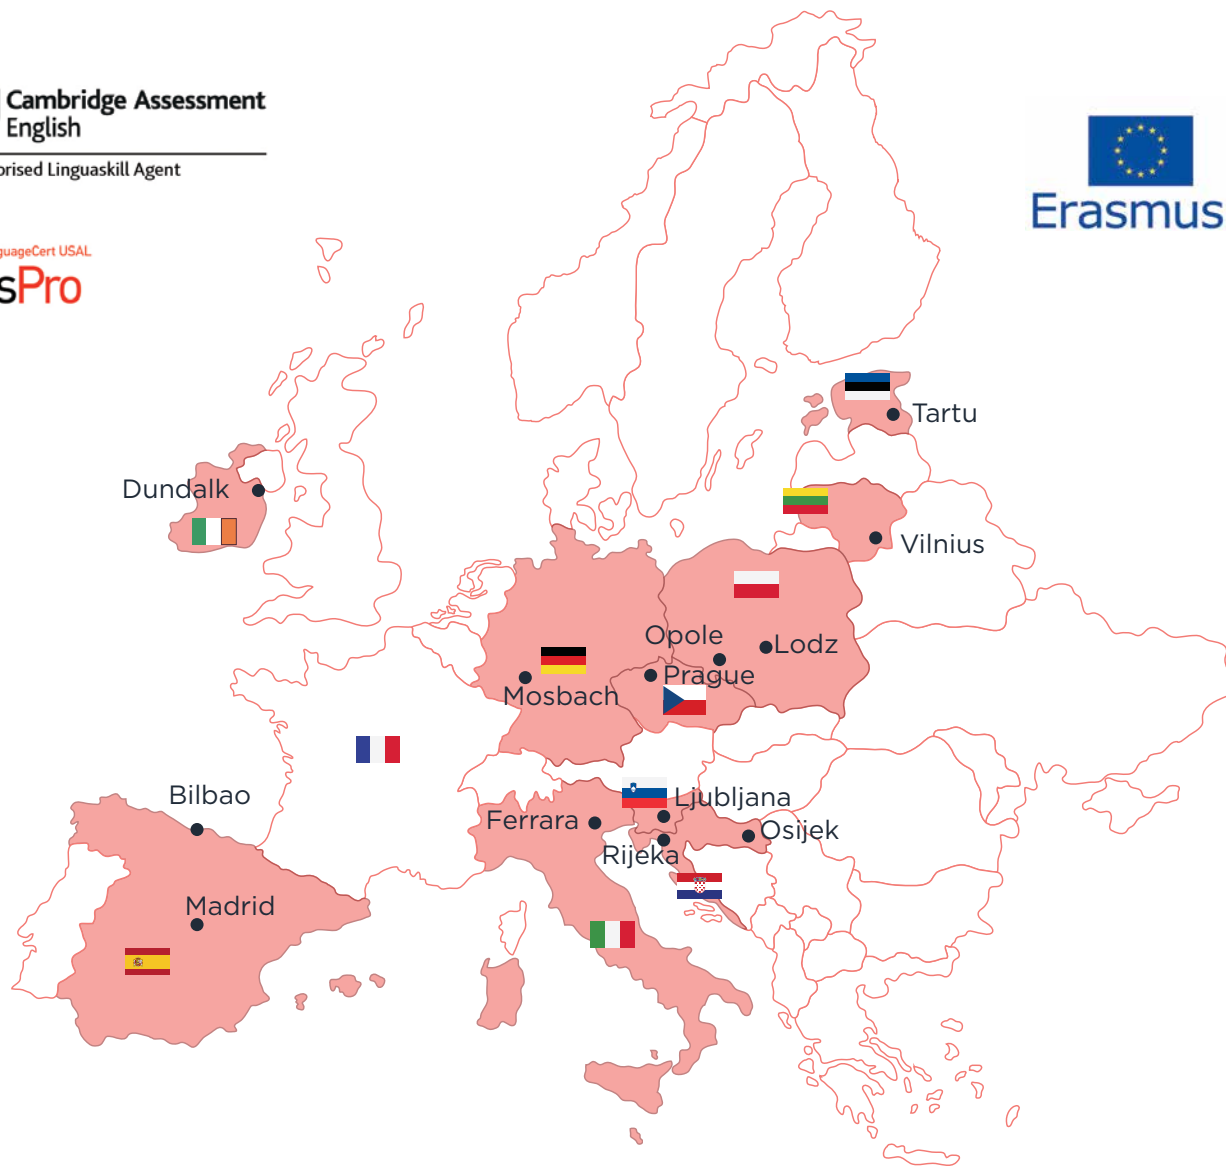 Cambridge Assessment
English
orised Linguaskill Agent
guageCert USAL
sPro
Erasmus
Tartu
Dundalk
Vilnius
Opole
Lodz
Prague
Mosbach
Bilbao
Ljubljana
Ferrara
Osijek
Rijeka
Madrid